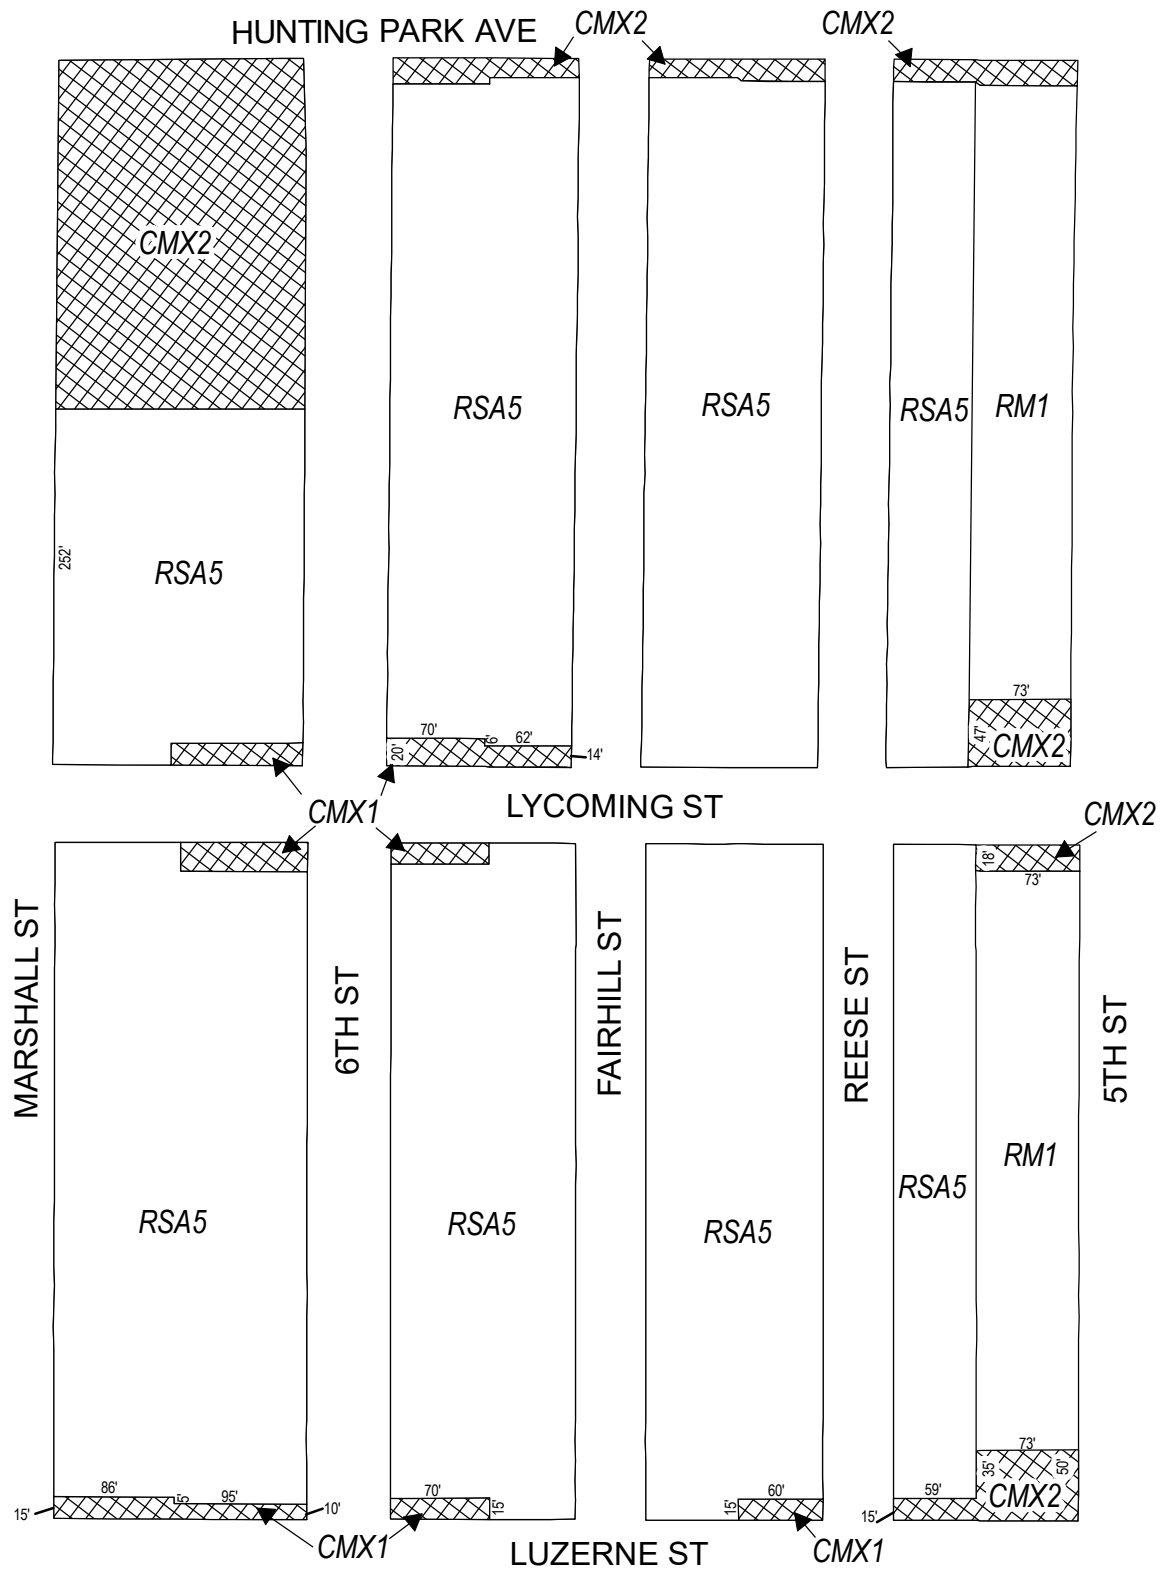 HUNTING PARK AVE
CMX2
CMX2
CMX2
RSA5
RSA5
RSA5
RM1
252'
RSA5
70'
6'
62'
20'
14'
73'
47'
CMX2
CMX1
LYCOMING ST
CMX2
18'
73'
MARSHALL ST
6TH ST
FAIRHILL ST
REESE ST
5TH ST
RSA5
RSA5
RSA5
RSA5
RM1
86'
5'
95'
15'
10'
70'
15'
60'
15'
59'
15'
73'
35'
50'
CMX2
CMX1
CMX1
LUZERNE ST